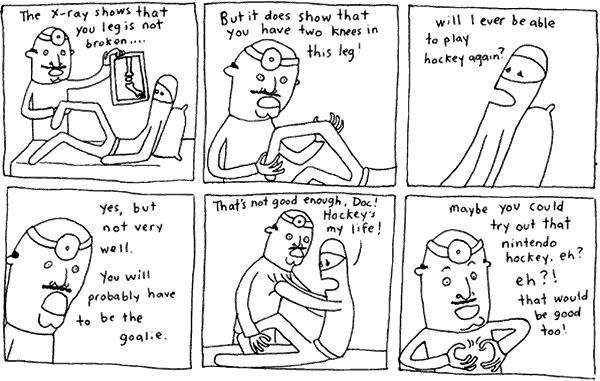 The X-ray shows that
you leg is not
broken....
But it does show that
you have two knees in
this leg!
will I ever be able
to play
hockey again?
yes, but
not very
well.
You will
probably have
to be the
goalie.
That's not good enough, Doc!
Hockey's
my life!
maybe you could
try out that
nintendo
hockey, eh?
eh?!
that would
be good
too!